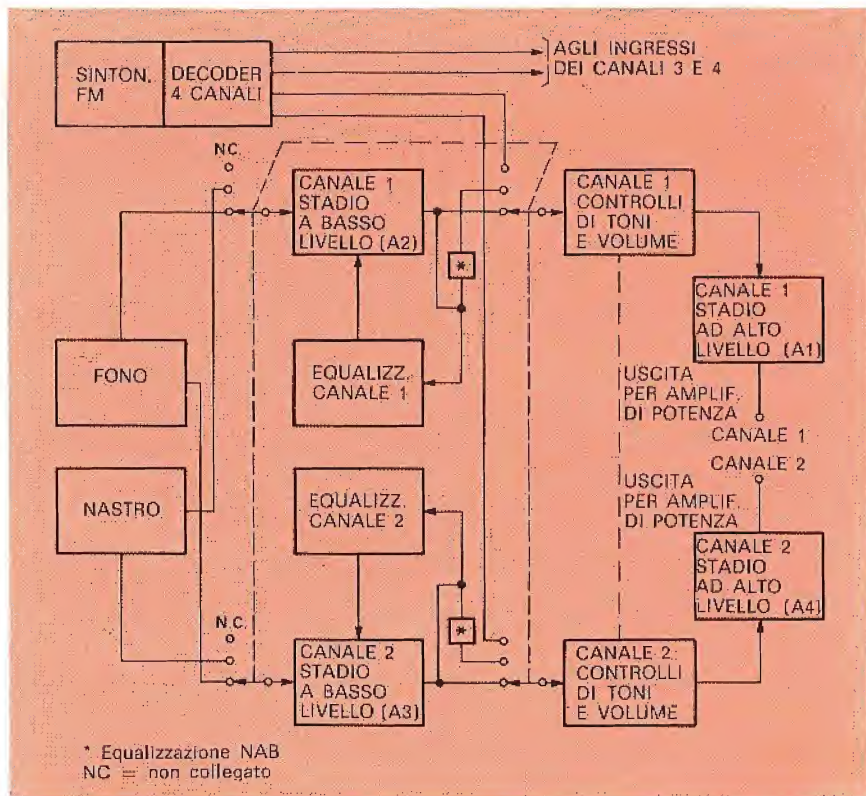 SINTON.
FM
DECODER
4 CANALI
AGLI INGRESSI
DEI CANALI 3 E 4
NC.
CANALE 1
STADIO
A BASSO
LIVELLO (A2)
*
CANALE 1
CONTROLLI
DI TONI
E VOLUME
CANALE 1
STADIO
AD ALTO
LIVELLO (A1)
FONO
EQUALIZZ.
CANALE 1
USCITA
PER AMPLIF.
DI POTENZA
CANALE 1
CANALE 2
USCITA
PER AMPLIF.
DI POTENZA
NASTRO
EQUALIZZ.
CANALE 2
CANALE 2
STADIO
AD ALTO
LIVELLO (A4)
N.C.
*
CANALE 2
STADIO
A BASSO
LIVELLO (A3)
CANALE 2
CONTROLLI
DI TONI
E VOLUME
* Equalizzazione NAB
NC = non collegato